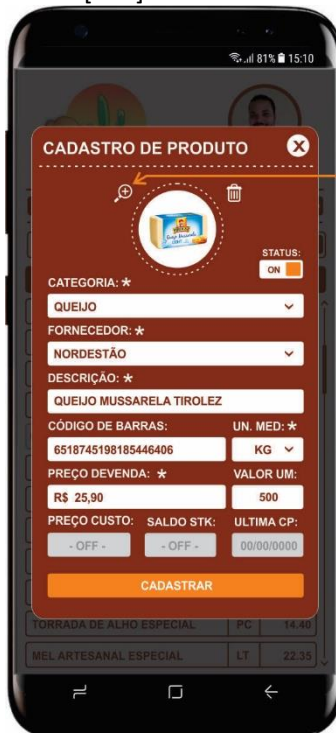 81% 15:10
CADASTRO DE PRODUTO X
STATUS:
ON
CATEGORIA: *
QUEIJO
FORNECEDOR: *
NORDESTÃO
DESCRIÇÃO: *
QUEIJO MUSSARELA TIROLEZ
CÓDIGO DE BARRAS: UN. MED: *
6518745198185446406 KG
PREÇO DEVENDA: * VALOR UM:
R$ 25,90 500
PREÇO CUSTO: SALDO STK: ULTIMA CP:
- OFF - - OFF - 00/00/0000
CADASTRAR
TORRADA DE ALHO ESPECIAL PC 14.40
MEL ARTESANAL ESPECIAL LT 22.35